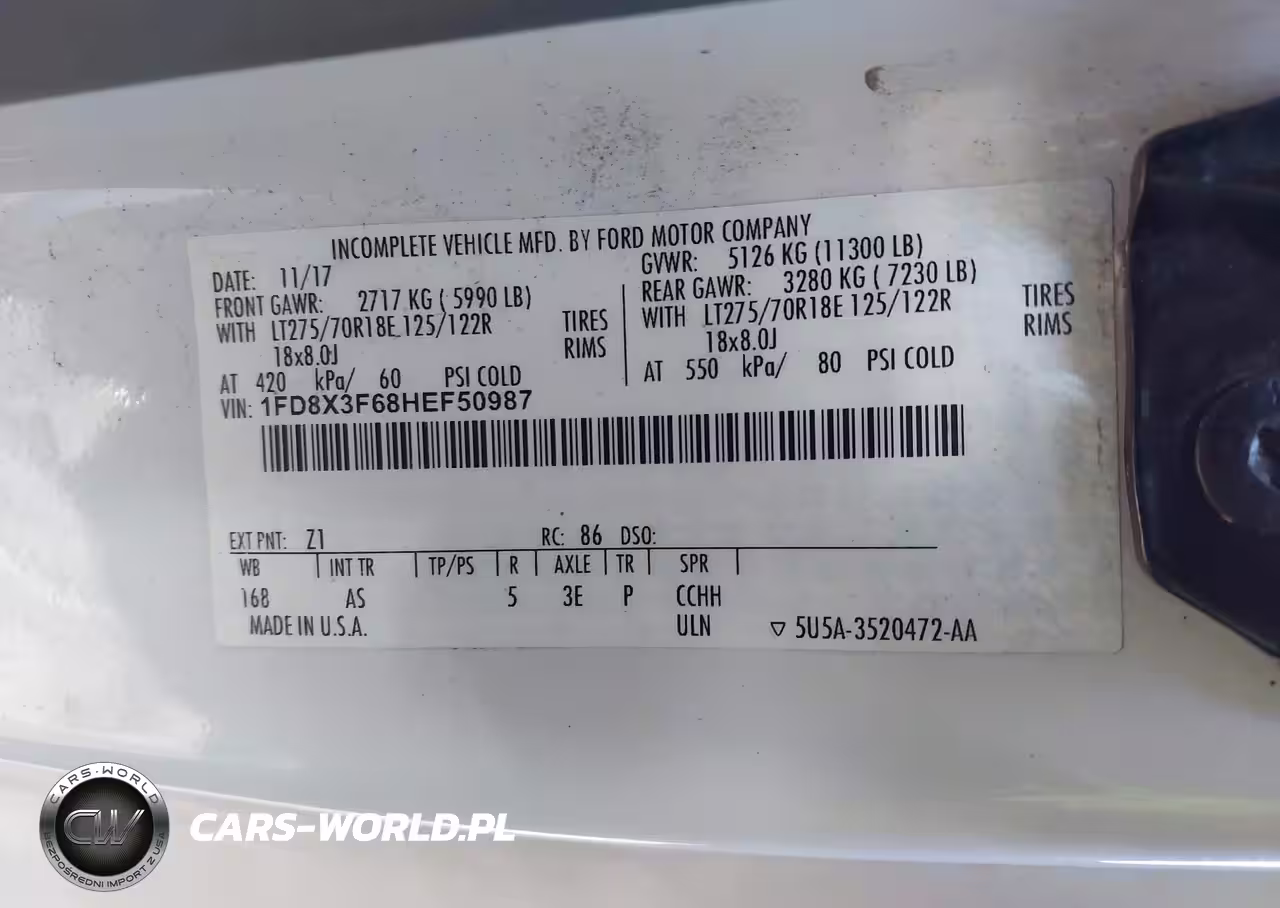 INCOMPLETE VEHICLE MFD. BY FORD MOTOR COMPANY
DATE: 11/17
GVWR: 5126 KG (11300 LB)
FRONT GAWR: 2717 KG ( 5990 LB)
REAR GAWR: 3280 KG ( 7230 LB)
WITH LT275/70R18E 125/122R TIRES
WITH LT275/70R18E 125/122R TIRES
18x8.0J RIMS
18x8.0J RIMS
AT 420 kPa/ 60 PSI COLD
AT 550 kPa/ 80 PSI COLD
VIN: 1FD8X3F68HEF50987
EXT PNT: Z1 RC: 86 DSO:
WB INT TR TP/PS R AXLE TR SPR
168 AS 5 3E P CCHH
MADE IN U.S.A. ULN ▽ 5U5A-3520472-AA
CARS-WORLD
CW
BEZPOŚREDNI IMPORT Z USA
CARS-WORLD.PL